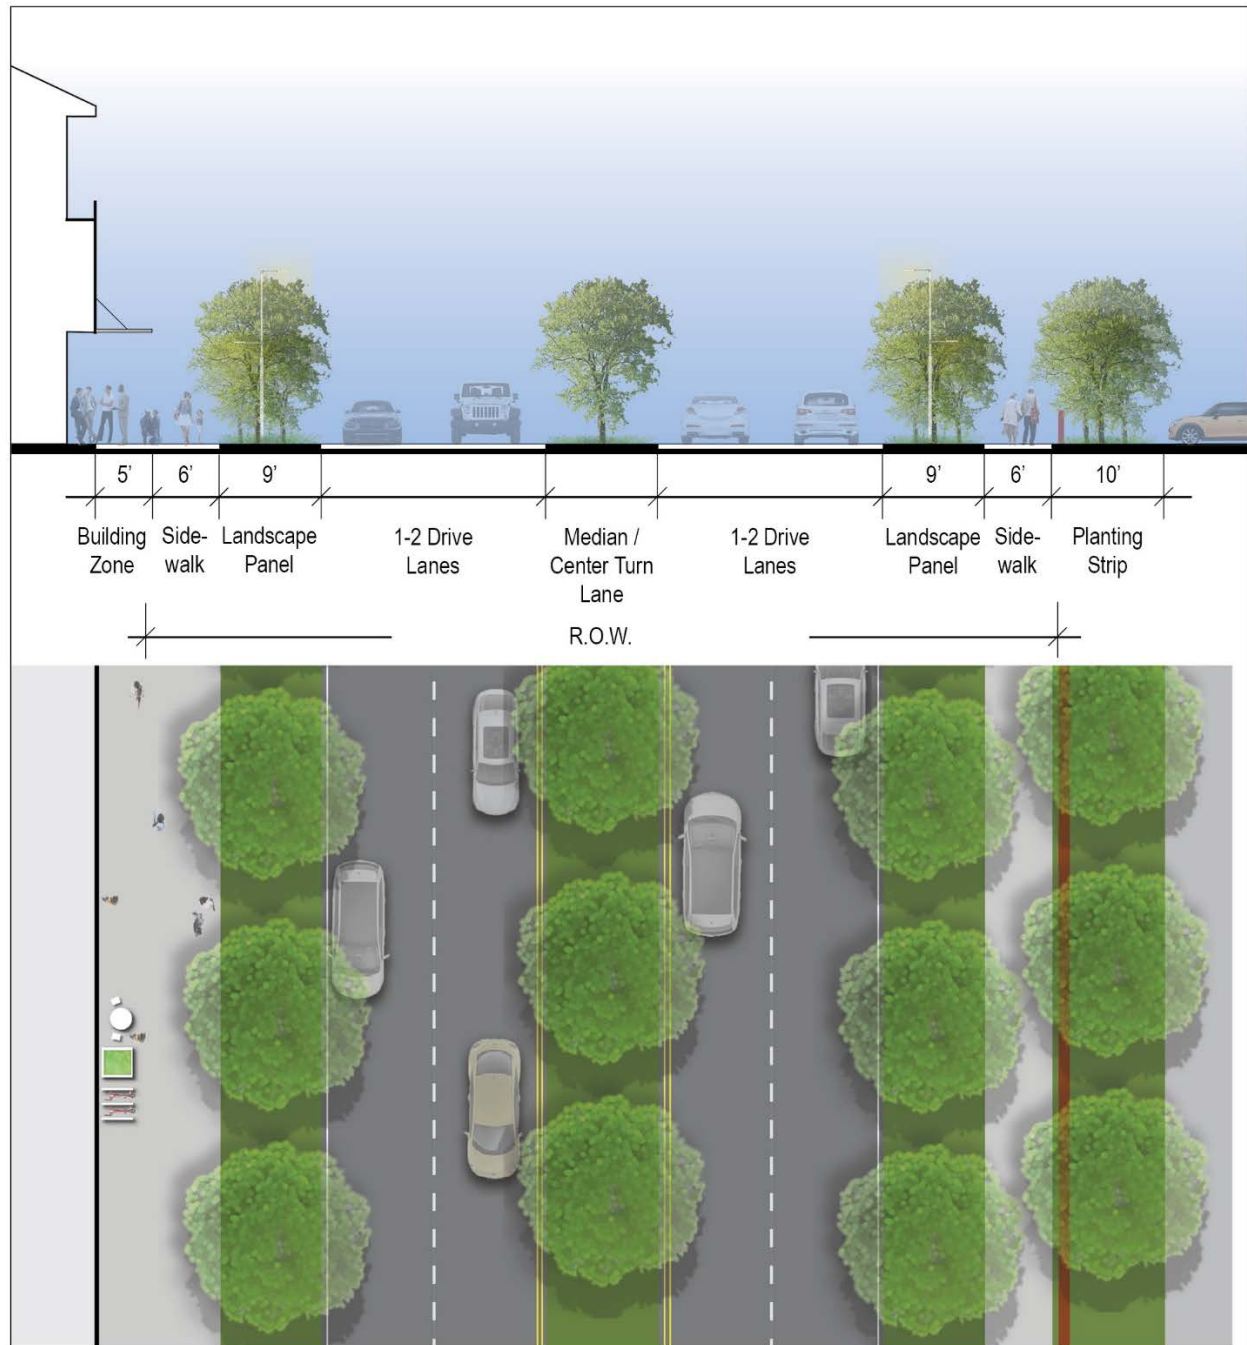 5’ 6’ 9’ 9’ 6’ 10’
Building Side- Landscape 1-2 Drive Median / 1-2 Drive Landscape Side- Planting
Zone walk Panel Lanes Center Turn Lanes Panel walk Strip
Lane
R.O.W.